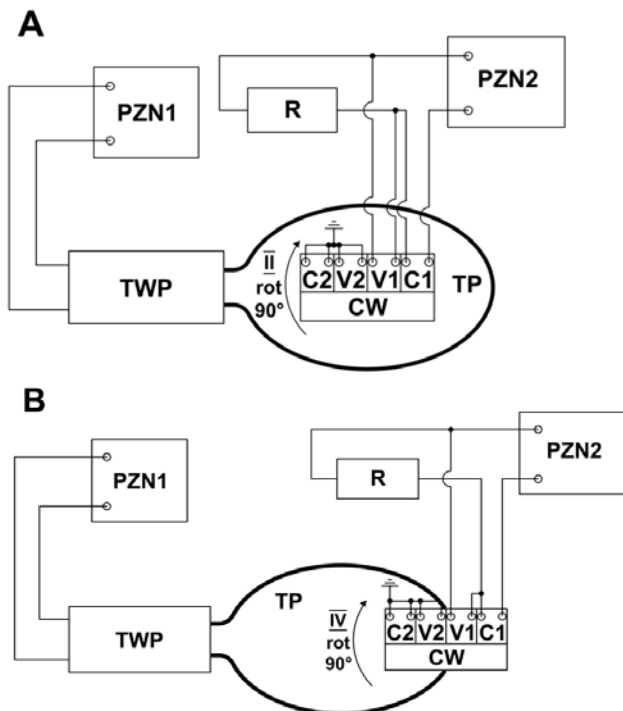 A
PZN1
PZN2
R
II
rot
90°
C2 V2 V1 C1
TWP
TP
CW
B
PZN1
PZN2
R
TP
IV
rot
90°
C2 V2 V1 C1
TWP
CW